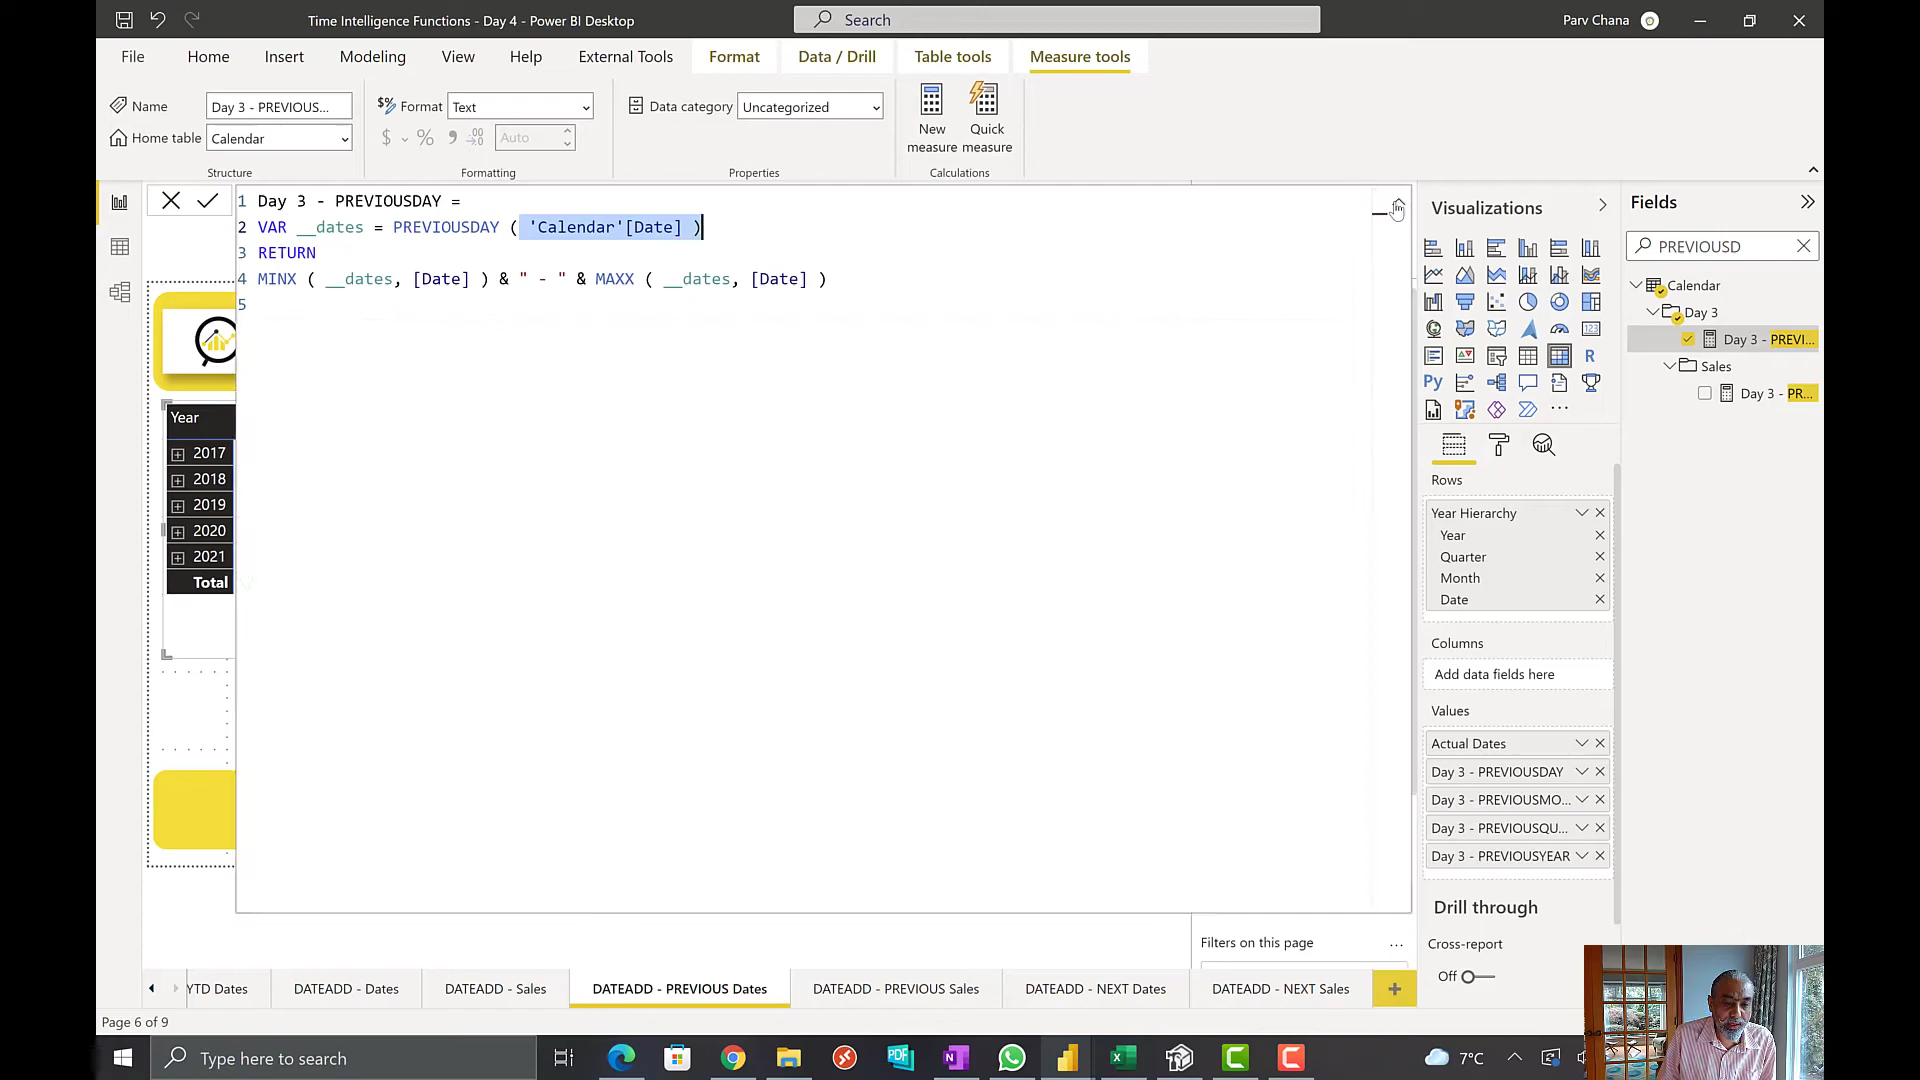 Time Intelligence Functions - Day 4 - Power BI Desktop
Search
Parv Chana
File
Home
Insert
Modeling
View
Help
External Tools
Format
Data / Drill
Table tools
Measure tools
Name
Day 3 - PREVIOUS...
Format
Text
Data category
Uncategorized
New measure
Quick measure
Home table
Calendar
$
%
Auto
Structure
Formatting
Properties
Calculations
1 Day 3 - PREVIOUSDAY =
2 VAR __dates = PREVIOUSDAY ( 'Calendar'[Date] )
3 RETURN
4 MINX ( __dates, [Date] ) & " - " & MAXX ( __dates, [Date] )
5
Year
2017
2018
2019
2020
2021
Total
Visualizations
Py
R
Rows
Year Hierarchy
Year
Quarter
Month
Date
Columns
Add data fields here
Values
Actual Dates
Day 3 - PREVIOUSDAY
Day 3 - PREVIOUSMO...
Day 3 - PREVIOUSQU...
Day 3 - PREVIOUSYEAR
Drill through
Cross-report
Off
Fields
PREVIOUSD
Calendar
Day 3
Day 3 - PREVI...
Sales
Day 3 - PR...
Filters on this page
YTD Dates
DATEADD - Dates
DATEADD - Sales
DATEADD - PREVIOUS Dates
DATEADD - PREVIOUS Sales
DATEADD - NEXT Dates
DATEADD - NEXT Sales
Page 6 of 9
Type here to search
7°C